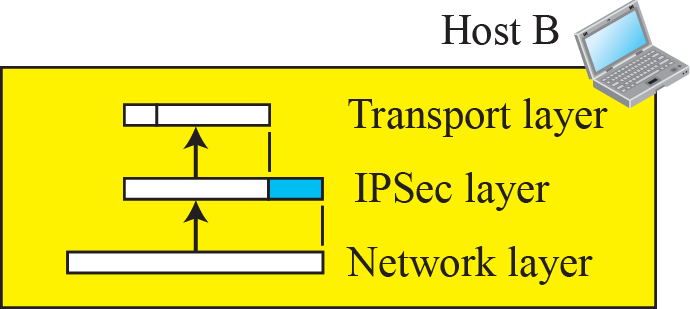 Host B
Transport layer
IPSec layer
Network layer